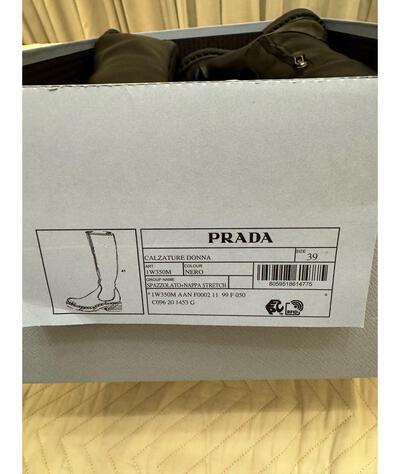 PRADA
CALZATURE DONNA
SIZE
39
ART.
COLOUR
1W350M
NERO
GROUP NAME
SPAZZOLATO+NAPPA STRETCH
8059518614775
*1W350M AAN F0002 11 99 F 050
C096 20 1453 G
RFID